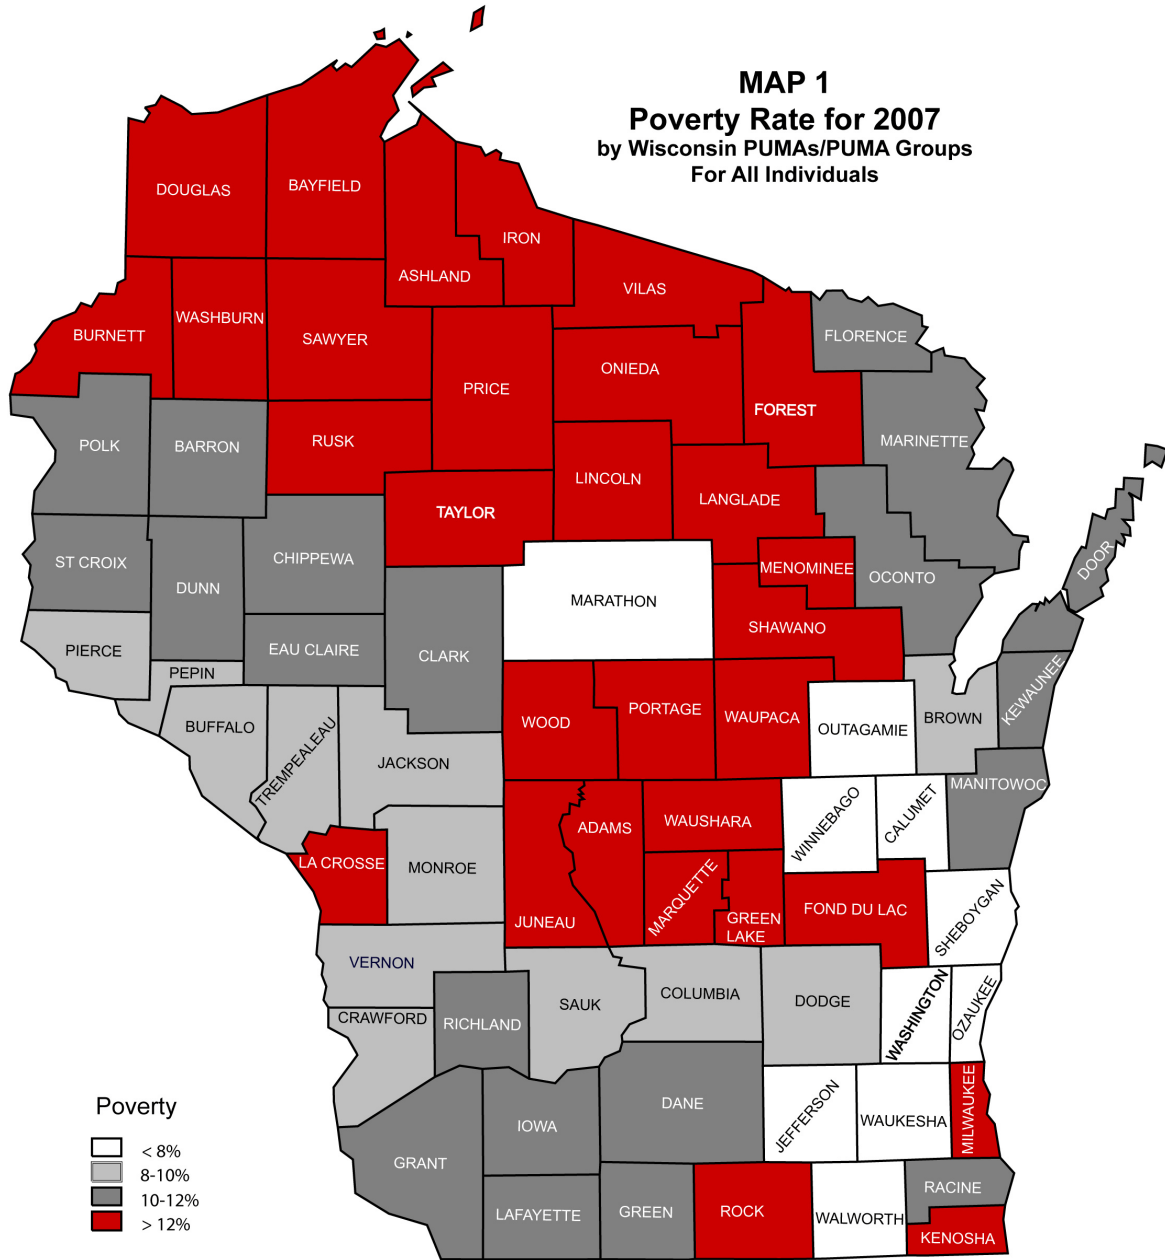 MAP 1
Poverty Rate for 2007
by Wisconsin PUMAs/PUMA Groups
For All Individuals
DOUGLAS
BAYFIELD
IRON
ASHLAND
VILAS
BURNETT
WASHBURN
SAWYER
FLORENCE
ONIEDA
PRICE
FOREST
POLK
BARRON
RUSK
MARINETTE
LINCOLN
LANGLADE
TAYLOR
ST CROIX
CHIPPEWA
DUNN
MENOMINEE
OCONTO
DOOR
MARATHON
SHAWANO
PIERCE
EAU CLAIRE
CLARK
PEPIN
BUFFALO
TREMPEALEAU
JACKSON
WOOD
PORTAGE
WAUPACA
OUTAGAMIE
BROWN
KEWAUNEE
MANITOWOC
ADAMS
WAUSHARA
WINNEBAGO
CALUMET
LA CROSSE
MONROE
JUNEAU
MARQUETTE
GREEN
LAKE
FOND DU LAC
SHEBOYGAN
VERNON
SAUK
COLUMBIA
DODGE
WASHINGTON
OZAUKEE
CRAWFORD
RICHLAND
DANE
IOWA
JEFFERSON
WAUKESHA
MILWAUKEE
GRANT
LAFAYETTE
GREEN
ROCK
WALWORTH
RACINE
KENOSHA
Poverty
< 8%
8-10%
10-12%
> 12%